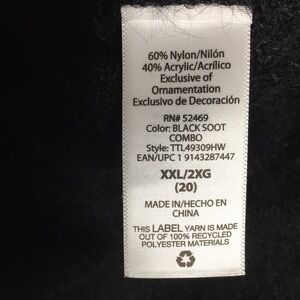 60% Nylon/Nilón
40% Acrylic/Acrílico
Exclusive of
Ornamentation
Exclusivo de Decoración
RN# 52469
Color: BLACK SOOT
COMBO
Style: TTL49309HW
EAN/UPC 1 9143287447
XXL/2XG
(20)
MADE IN/HECHO EN
CHINA
THIS LABEL YARN IS MADE
OUT OF 100% RECYCLED
POLYESTER MATERIALS